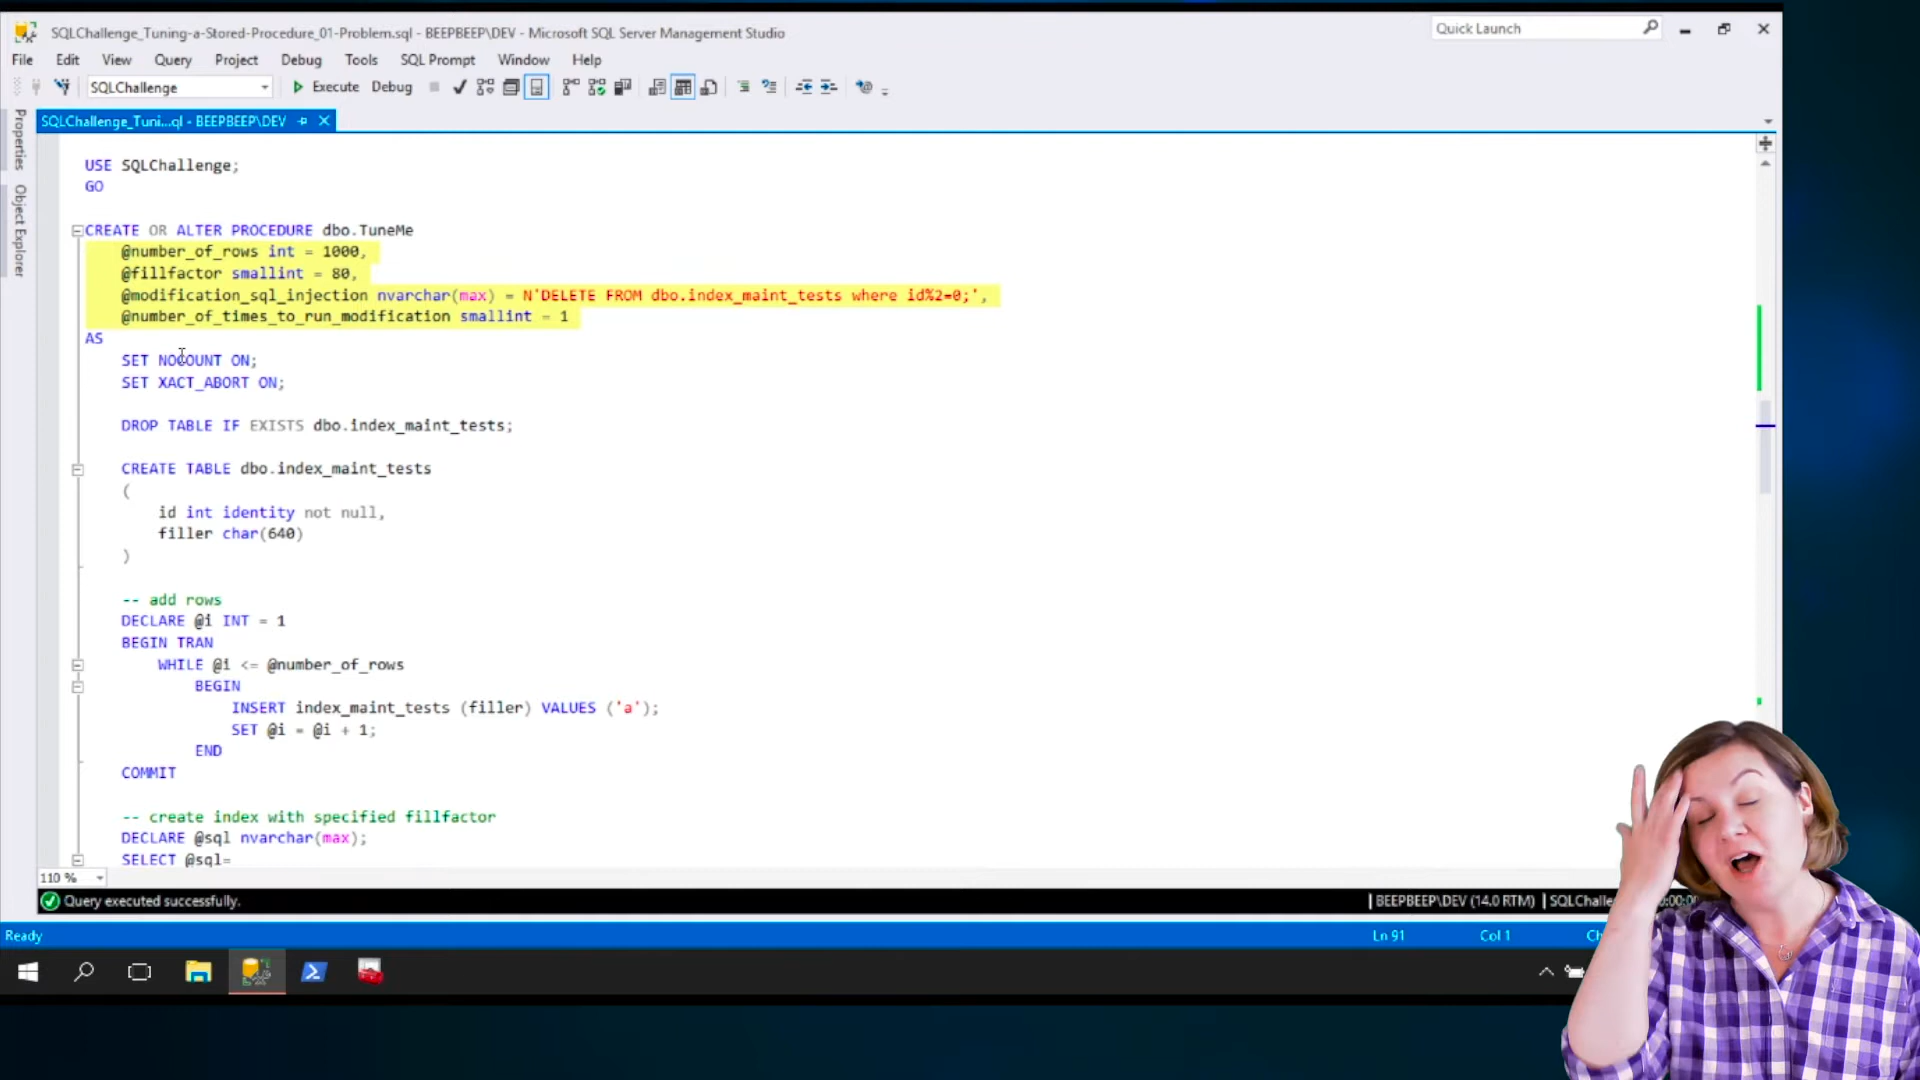 SQLChallenge_Tuning-a-Stored-Procedure_01-Problem.sql - BEEPBEEP\DEV - Microsoft SQL Server Management Studio
Quick Launch
File Edit View Query Project Debug Tools SQL Prompt Window Help
SQLChallenge
Execute Debug
SQLChallenge_Tuni...ql - BEEPBEEP\DEV
Properties
Object Explorer
USE SQLChallenge;
GO
CREATE OR ALTER PROCEDURE dbo.TuneMe
@number_of_rows int = 1000,
@fillfactor smallint = 80,
@modification_sql_injection nvarchar(max) = N'DELETE FROM dbo.index_maint_tests where id%2=0;',
@number_of_times_to_run_modification smallint = 1
AS
SET NOCOUNT ON;
SET XACT_ABORT ON;
DROP TABLE IF EXISTS dbo.index_maint_tests;
CREATE TABLE dbo.index_maint_tests
(
id int identity not null,
filler char(640)
)
-- add rows
DECLARE @i INT = 1
BEGIN TRAN
WHILE @i <= @number_of_rows
BEGIN
INSERT index_maint_tests (filler) VALUES ('a');
SET @i = @i + 1;
END
COMMIT
-- create index with specified fillfactor
DECLARE @sql nvarchar(max);
SELECT @sql=
110 %
Query executed successfully.
BEEPBEEP\DEV (14.0 RTM)
SQLChalle
Ready
Ln 91
Col 1